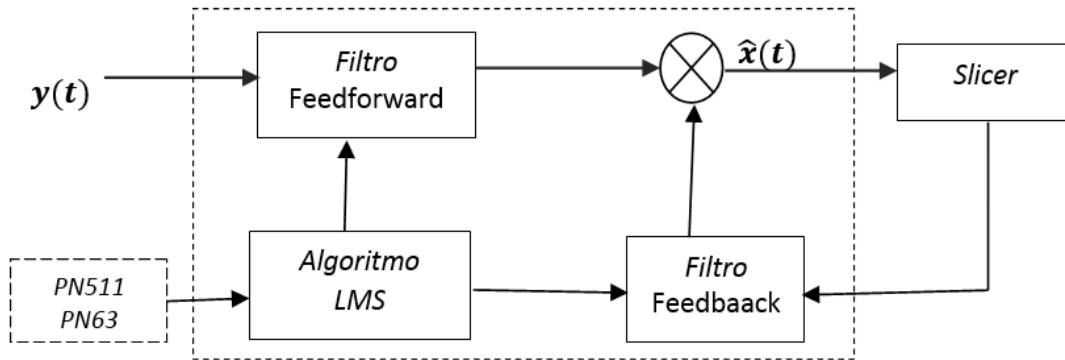 y(t)
Filtro
Feedforward
x̂(t)
Slicer
PN511
PN63
Algoritmo
LMS
Filtro
Feedbaack